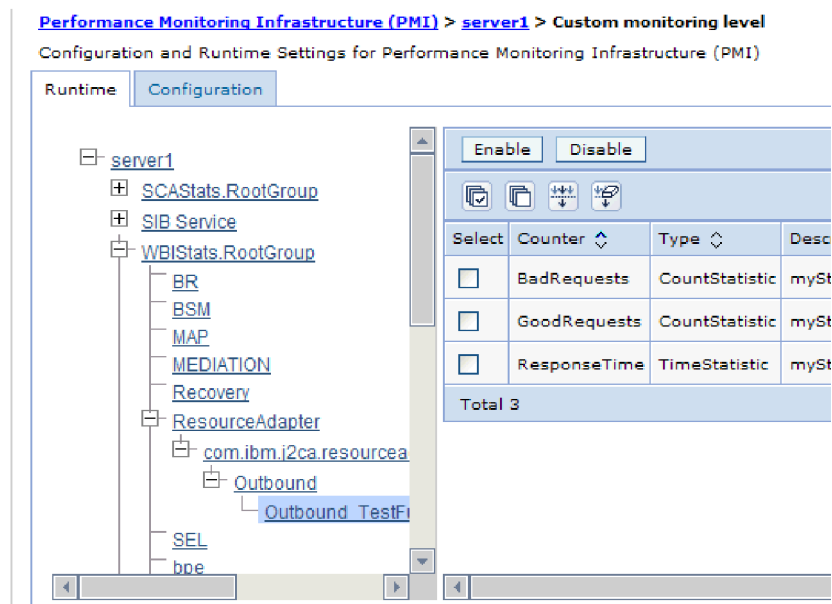 Performance Monitoring Infrastructure (PMI) > server1 > Custom monitoring level
Configuration and Runtime Settings for Performance Monitoring Infrastructure (PMI)
Runtime
Configuration
server1
SCAStats.RootGroup
SIB Service
WBIStats.RootGroup
BR
BSM
MAP
MEDIATION
Recovery
ResourceAdapter
com.ibm.j2ca.resourcea
Outbound
Outbound_TestF
SEL
bpe
Enable Disable
Select Counter Type Desc
BadRequests CountStatistic mySt
GoodRequests CountStatistic mySt
ResponseTime TimeStatistic mySt
Total 3